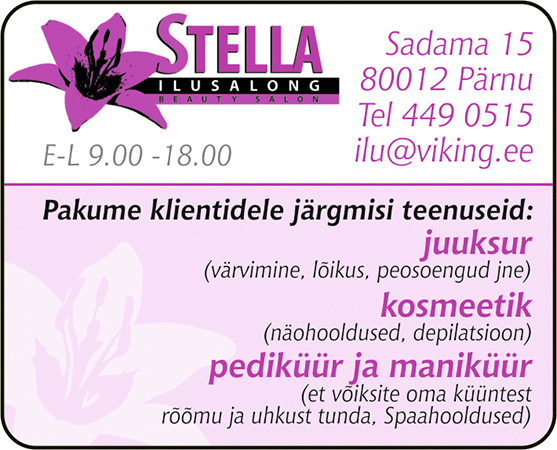 STELLA
ILUSALONG
BEAUTY SALON
E-L 9.00 -18.00
Sadama 15
80012 Pärnu
Tel 449 0515
ilu@viking.ee
Pakume klientidele järgmisi teenuseid:
juuksur
(värvimine, lõikus, peosoengud jne)
kosmeetik
(näohooldused, depilatsioon)
pediküür ja maniküür
(et võiksite oma küüntest
rõõmu ja uhkust tunda, Spaahooldused)